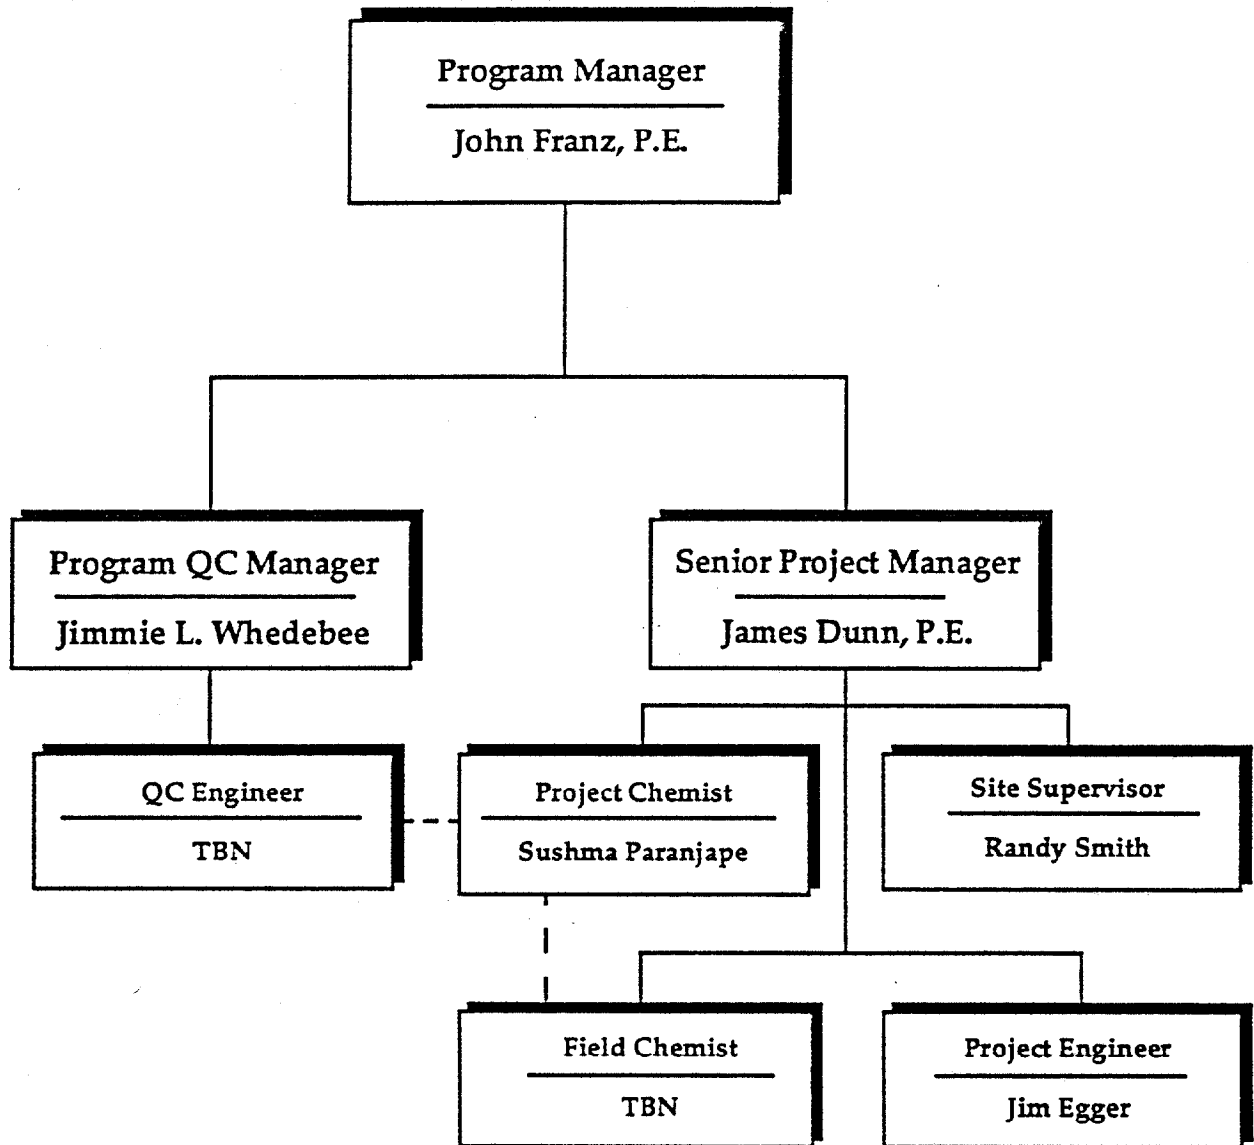 Program Manager
John Franz, P.E.
Program QC Manager
Jimmie L. Whedebee
Senior Project Manager
James Dunn, P.E.
QC Engineer
TBN
Project Chemist
Sushma Paranjape
Site Supervisor
Randy Smith
Field Chemist
TBN
Project Engineer
Jim Egger